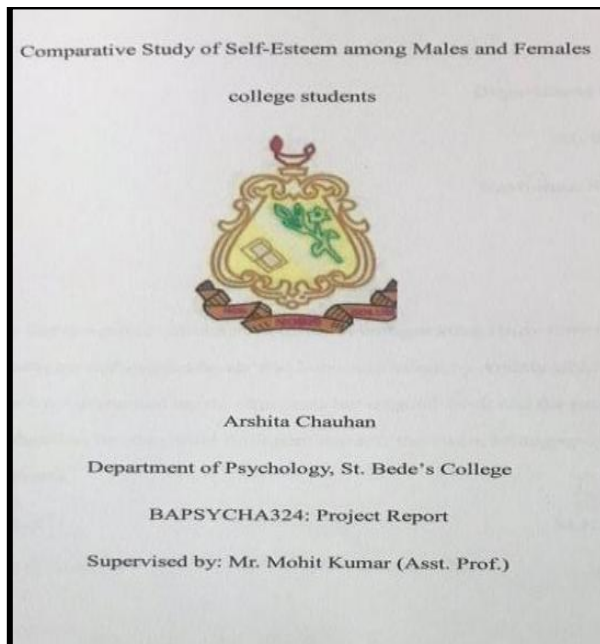 Comparative Study of Self-Esteem among Males and Females
college students
Arshita Chauhan
Department of Psychology, St. Bede's College
BAPSYCHA324: Project Report
Supervised by: Mr. Mohit Kumar (Asst. Prof.)